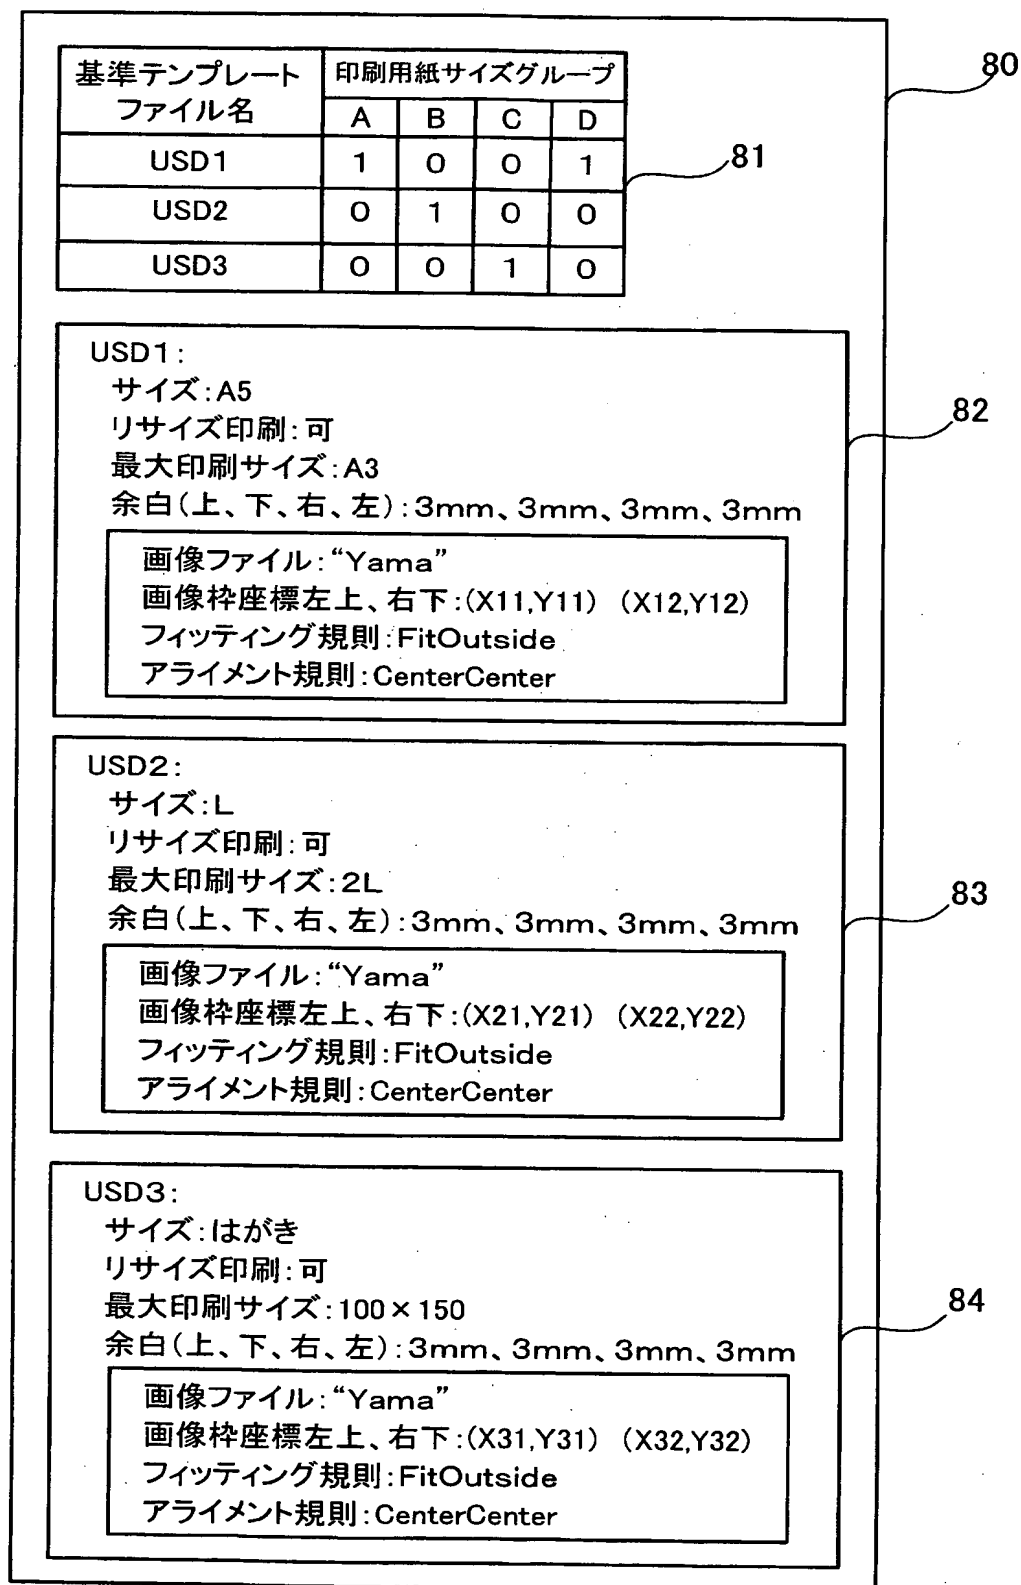 80
基準テンプレート 印刷用紙サイズグループ
ファイル名 A B C D
USD1 1 0 0 1
81
USD2 0 1 0 0
USD3 0 0 1 0
USD1:
サイズ:A5
82
リサイズ印刷:可
最大印刷サイズ:A3
余白(上、下、右、左):3mm、3mm、3mm、3mm
画像ファイル:“Yama”
画像枠座標左上、右下:(X11,Y11) (X12,Y12)
フィッティング規則:FitOutside
アライメント規則:CenterCenter
USD2:
サイズ:L
リサイズ印刷:可
最大印刷サイズ:2L
83
余白(上、下、右、左):3mm、3mm、3mm、3mm
画像ファイル:“Yama”
画像枠座標左上、右下:(X21,Y21) (X22,Y22)
フィッティング規則:FitOutside
アライメント規則:CenterCenter
USD3:
サイズ:はがき
リサイズ印刷:可
最大印刷サイズ:100×150
84
余白(上、下、右、左):3mm、3mm、3mm、3mm
画像ファイル:“Yama”
画像枠座標左上、右下:(X31,Y31) (X32,Y32)
フィッティング規則:FitOutside
アライメント規則:CenterCenter